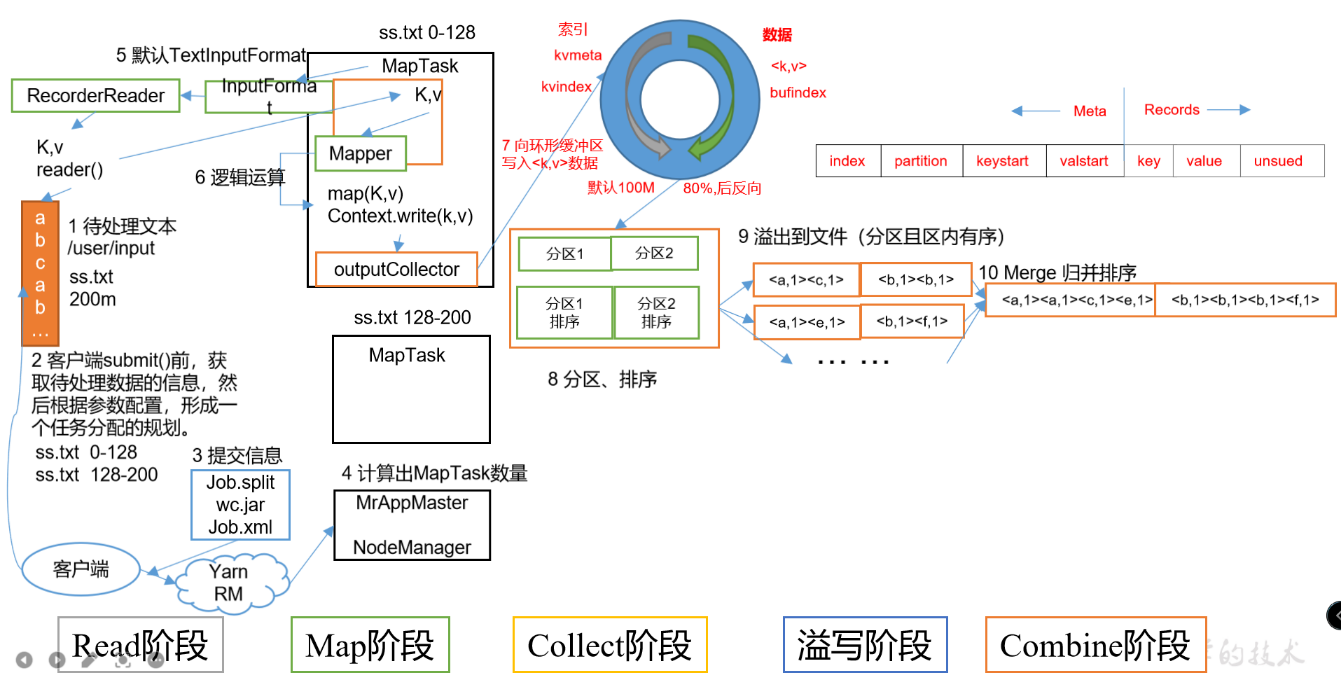 ss.txt 0-128
5 默认TextInputFormat
MapTask
RecorderReader
InputForma
t
K,v
K,v
reader()
Mapper
6 逻辑运算
map(K,v)
Context.write(k,v)
outputCollector
a
b
c
a
b
...
1 待处理文本
/user/input
ss.txt
200m
2 客户端submit()前，获
取待处理数据的信息，然
后根据参数配置，形成一
个任务分配的规划。
ss.txt 0-128
ss.txt 128-200
3 提交信息
Job.split
wc.jar
Job.xml
客户端
Yarn
RM
ss.txt 128-200
MapTask
4 计算出MapTask数量
MrAppMaster
NodeManager
索引
kvmeta
kvindex
数据
<k,v>
bufindex
7 向环形缓冲区
写入<k,v>数据
默认100M
80%,后反向
Meta
Records
index partition keystart valstart key value unsued
分区1 分区2
分区1
排序
分区2
排序
8 分区、排序
9 溢出到文件（分区且区内有序）
<a,1><c,1> <b,1><b,1>
<a,1><e,1> <b,1><f,1>
... ...
10 Merge 归并排序
<a,1><a,1><c,1><e,1> <b,1><b,1><b,1><f,1>
Read阶段 Map阶段 Collect阶段 溢写阶段 Combine阶段
的技术